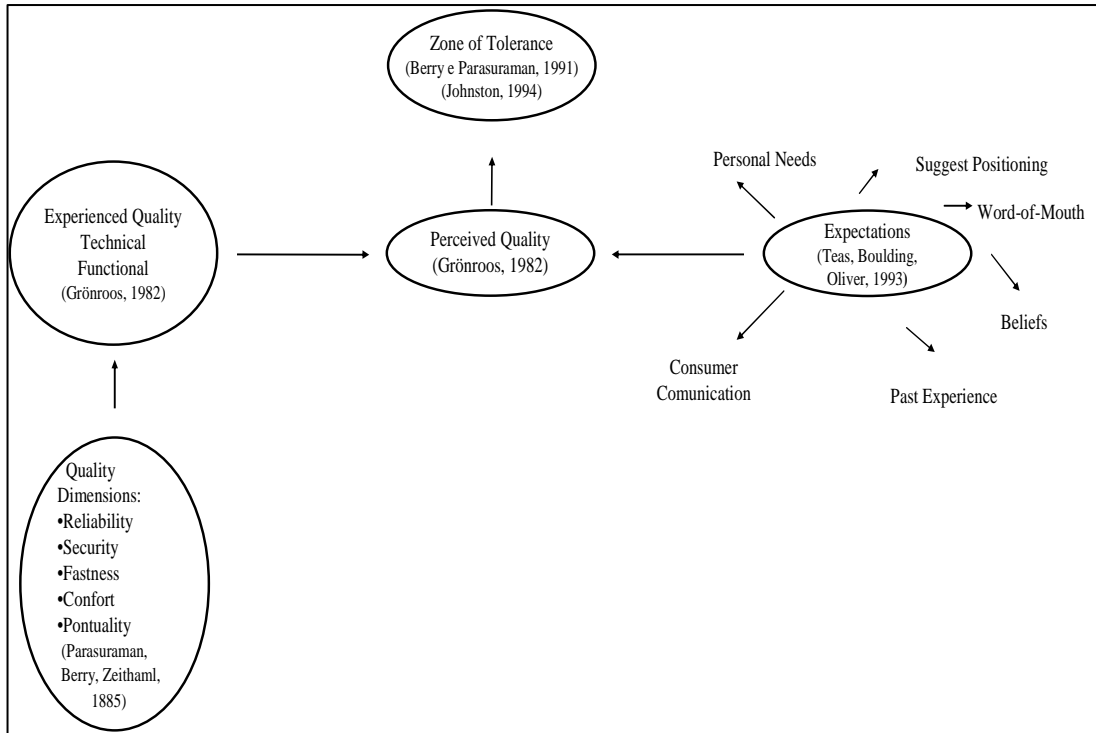 Zone of Tolerance
(Berry e Parasuraman, 1991)
(Johnston, 1994)
Experienced Quality
Technical
Functional
(Grönroos, 1982)
Perceived Quality
(Grönroos, 1982)
Expectations
(Teas, Boulding,
Oliver, 1993)
Personal Needs
Suggest Positioning
Word-of-Mouth
Beliefs
Past Experience
Consumer
Comunication
Quality
Dimensions:
•Reliability
•Security
•Fastness
•Confort
•Pontuality
(Parasuraman,
Berry, Zeithaml,
1885)